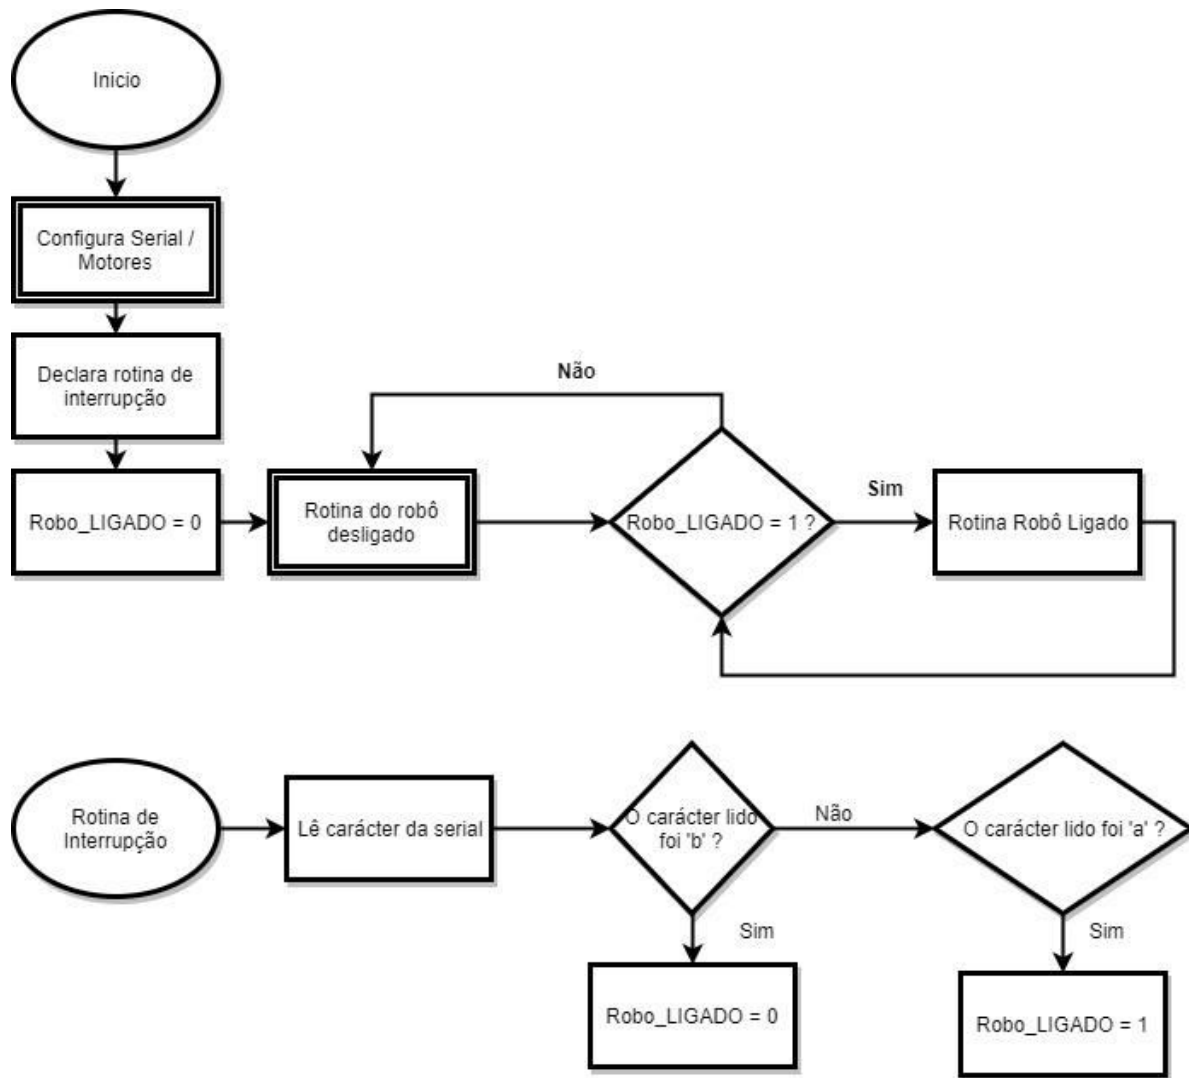 Inicio
Configura Serial /
Motores
Declara rotina de
interrupção
Robo_LIGADO = 0
Rotina do robô
desligado
Não
Robo_LIGADO = 1 ?
Sim
Rotina Robô Ligado
Rotina de
Interrupção
Lê carácter da serial
O carácter lido
foi 'b' ?
Não
O carácter lido foi 'a' ?
Sim
Robo_LIGADO = 0
Sim
Robo_LIGADO = 1